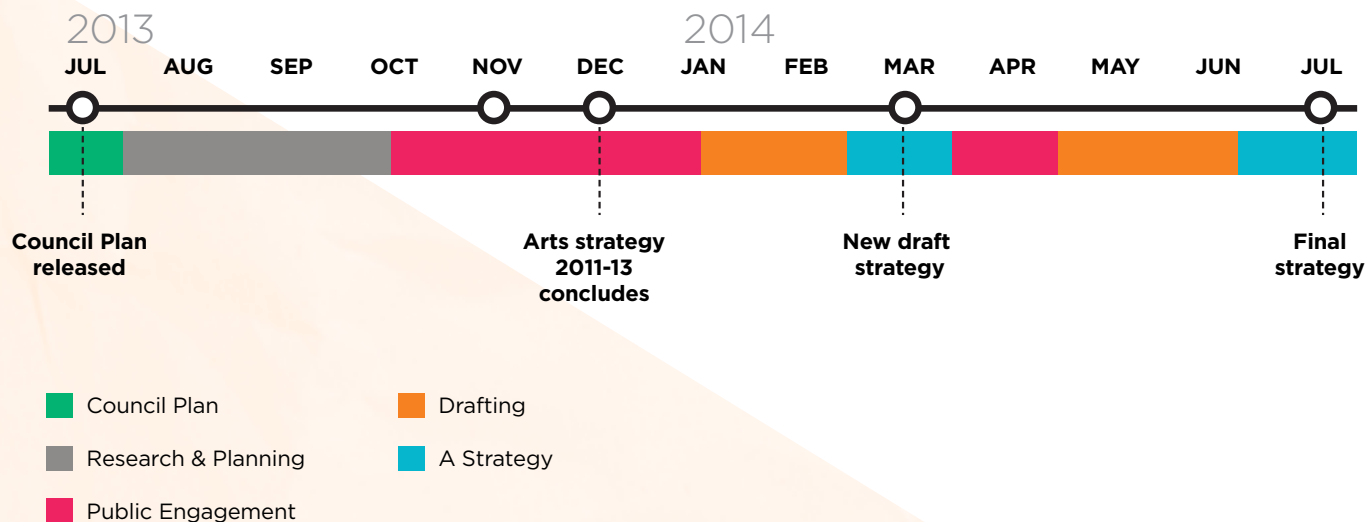 2013 2014
JUL AUG SEP OCT NOV DEC JAN FEB MAR APR MAY JUN JUL
Council Plan
released
Arts strategy
2011-13
concludes
New draft
strategy
Final
strategy
Council Plan
Research & Planning
Public Engagement
Drafting
A Strategy